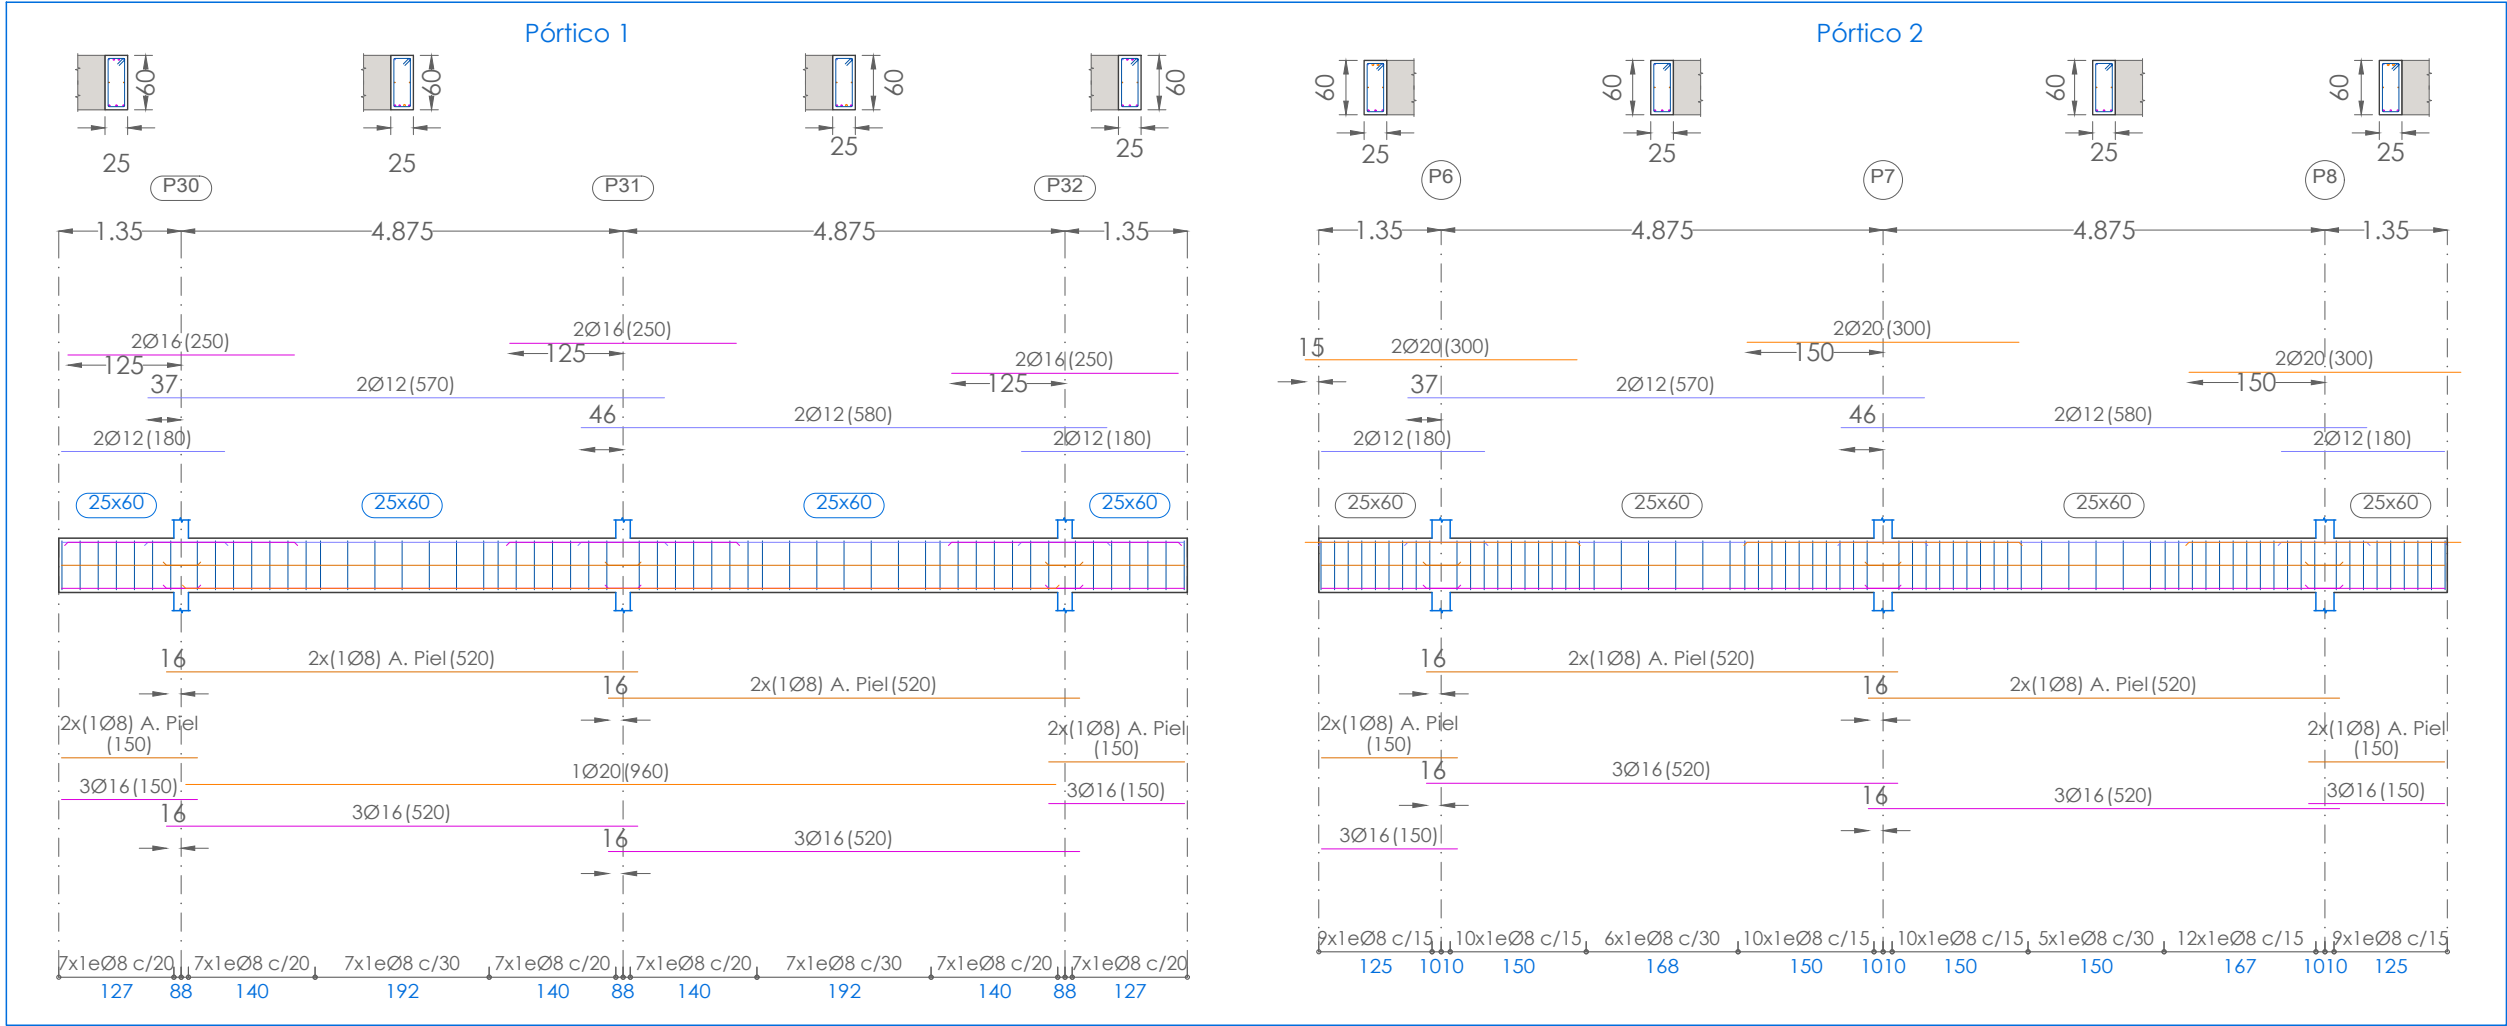 Pórtico 1
60
60
60
60
25
25
25
25
P30
P31
P32
1.35
4.875
4.875
1.35
2Ø16(250)
125
2Ø16(250)
125
2Ø16(250)
125
37
2Ø12(570)
46
2Ø12(580)
2Ø12(180)
2Ø12(180)
25x60
25x60
25x60
25x60
16
2x(1Ø8) A. Piel(520)
16
2x(1Ø8) A. Piel(520)
2x(1Ø8) A. Piel
(150)
2x(1Ø8) A. Piel
(150)
1Ø20(960)
3Ø16(150)
3Ø16(150)
16
3Ø16(520)
16
3Ø16(520)
7x1eØ8 c/20
7x1eØ8 c/20
7x1eØ8 c/30
7x1eØ8 c/20
7x1eØ8 c/20
7x1eØ8 c/30
7x1eØ8 c/20
7x1eØ8 c/20
127
88
140
192
140
88
140
192
140
88
127
Pórtico 2
60
60
60
60
25
25
25
25
P6
P7
P8
1.35
4.875
4.875
1.35
15
2Ø20(300)
2Ø20(300)
150
2Ø20(300)
150
37
2Ø12(570)
46
2Ø12(580)
2Ø12(180)
2Ø12(180)
25x60
25x60
25x60
25x60
16
2x(1Ø8) A. Piel(520)
16
2x(1Ø8) A. Piel(520)
2x(1Ø8) A. Piel
(150)
2x(1Ø8) A. Piel
(150)
16
3Ø16(520)
16
3Ø16(520)
3Ø16(150)
3Ø16(150)
9x1eØ8 c/15
10x1eØ8 c/15
6x1eØ8 c/30
10x1eØ8 c/15
10x1eØ8 c/15
5x1eØ8 c/30
12x1eØ8 c/15
9x1eØ8 c/15
125
1010
150
168
150
1010
150
150
167
1010
125